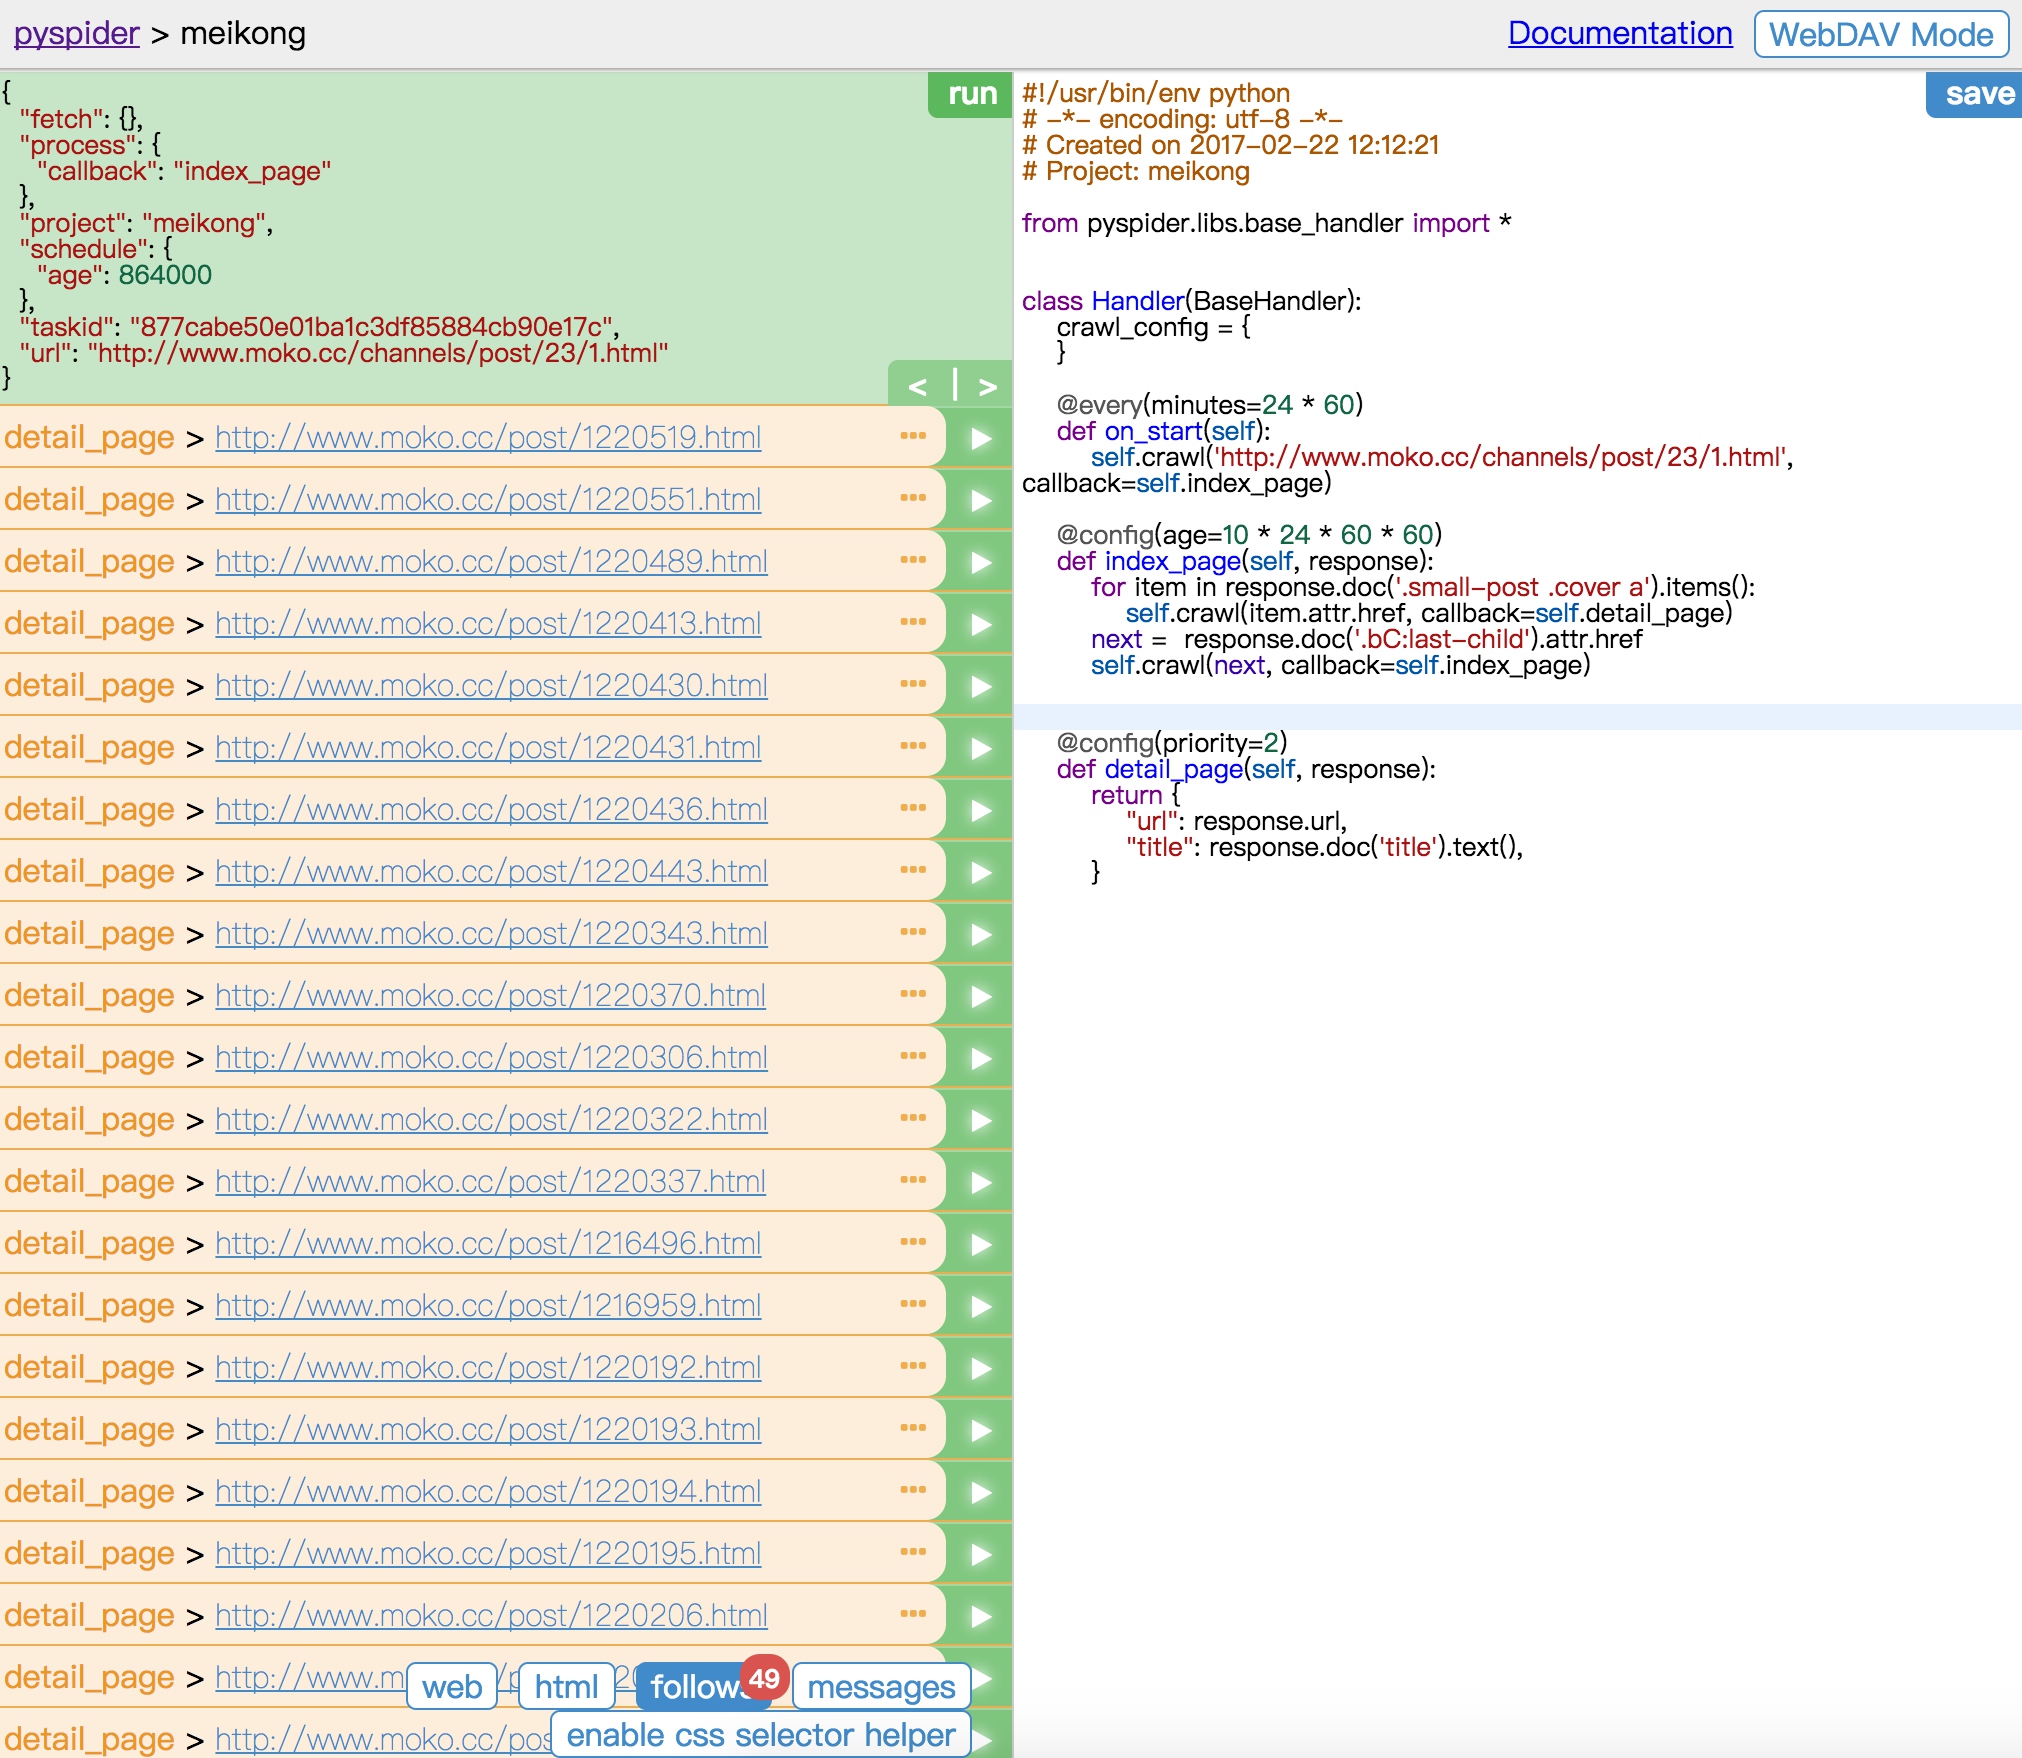 pyspider > meikong
Documentation
WebDAV Mode
{
"fetch": {},
"process": {
"callback": "index_page"
},
"project": "meikong",
"schedule": {
"age": 864000
},
"taskid": "877cabe50e01ba1c3df85884cb90e17c",
"url": "http://www.moko.cc/channels/post/23/1.html"
}
run
< | >
detail_page > http://www.moko.cc/post/1220519.html
detail_page > http://www.moko.cc/post/1220551.html
detail_page > http://www.moko.cc/post/1220489.html
detail_page > http://www.moko.cc/post/1220413.html
detail_page > http://www.moko.cc/post/1220430.html
detail_page > http://www.moko.cc/post/1220431.html
detail_page > http://www.moko.cc/post/1220436.html
detail_page > http://www.moko.cc/post/1220443.html
detail_page > http://www.moko.cc/post/1220343.html
detail_page > http://www.moko.cc/post/1220370.html
detail_page > http://www.moko.cc/post/1220306.html
detail_page > http://www.moko.cc/post/1220322.html
detail_page > http://www.moko.cc/post/1220337.html
detail_page > http://www.moko.cc/post/1216496.html
detail_page > http://www.moko.cc/post/1216959.html
detail_page > http://www.moko.cc/post/1220192.html
detail_page > http://www.moko.cc/post/1220193.html
detail_page > http://www.moko.cc/post/1220194.html
detail_page > http://www.moko.cc/post/1220195.html
detail_page > http://www.moko.cc/post/1220206.html
detail_page > http://www.m
web
html
follows
49
messages
detail_page > http://www.moko.cc/pos
enable css selector helper
#!/usr/bin/env python
# -*- encoding: utf-8 -*-
# Created on 2017-02-22 12:12:21
# Project: meikong
from pyspider.libs.base_handler import *
class Handler(BaseHandler):
crawl_config = {
}
@every(minutes=24 * 60)
def on_start(self):
self.crawl('http://www.moko.cc/channels/post/23/1.html',
callback=self.index_page)
@config(age=10 * 24 * 60 * 60)
def index_page(self, response):
for item in response.doc('.small-post .cover a').items():
self.crawl(item.attr.href, callback=self.detail_page)
next =  response.doc('.bC:last-child').attr.href
self.crawl(next, callback=self.index_page)
@config(priority=2)
def detail_page(self, response):
return {
"url": response.url,
"title": response.doc('title').text(),
}
save